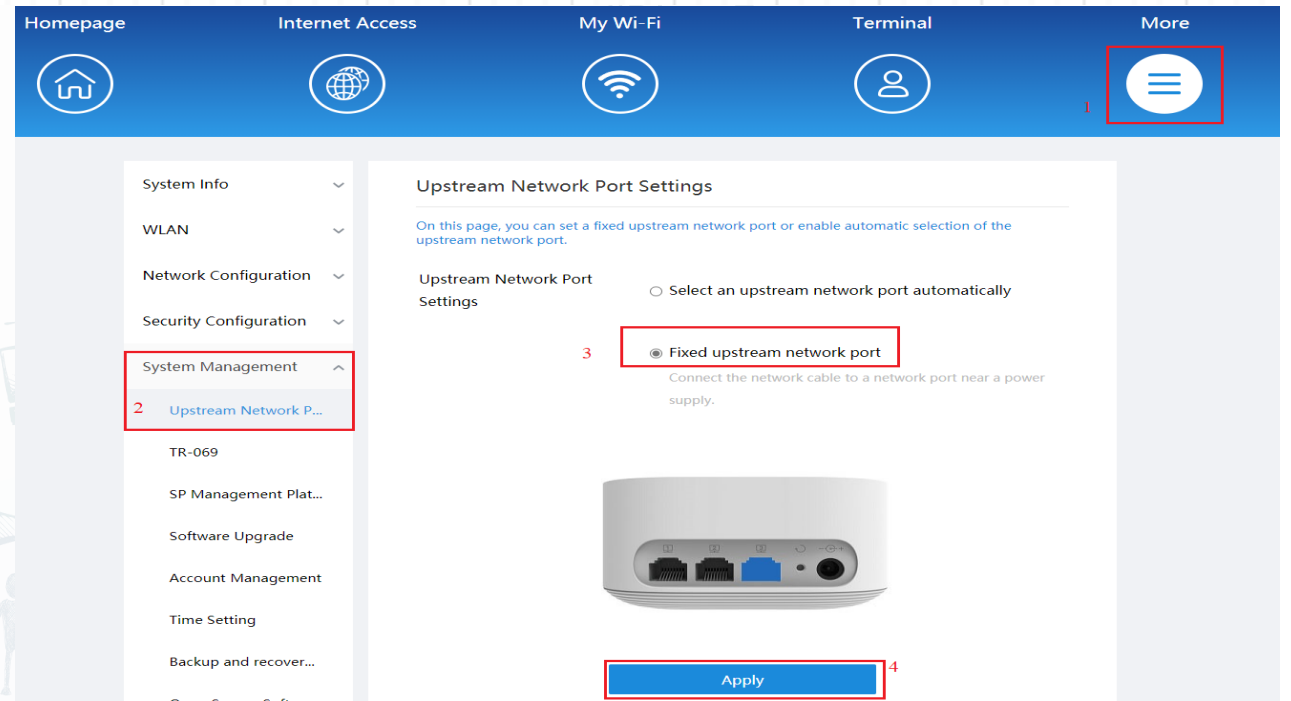 Homepage
Internet Access
My Wi-Fi
Terminal
More
1
System Info
WLAN
Network Configuration
Security Configuration
System Management
2
Upstream Network P...
TR-069
SP Management Plat...
Software Upgrade
Account Management
Time Setting
Backup and recover...
Upstream Network Port Settings
On this page, you can set a fixed upstream network port or enable automatic selection of the
upstream network port.
Upstream Network Port
Settings
Select an upstream network port automatically
3
Fixed upstream network port
Connect the network cable to a network port near a power
supply.
1
2
3
Apply
4